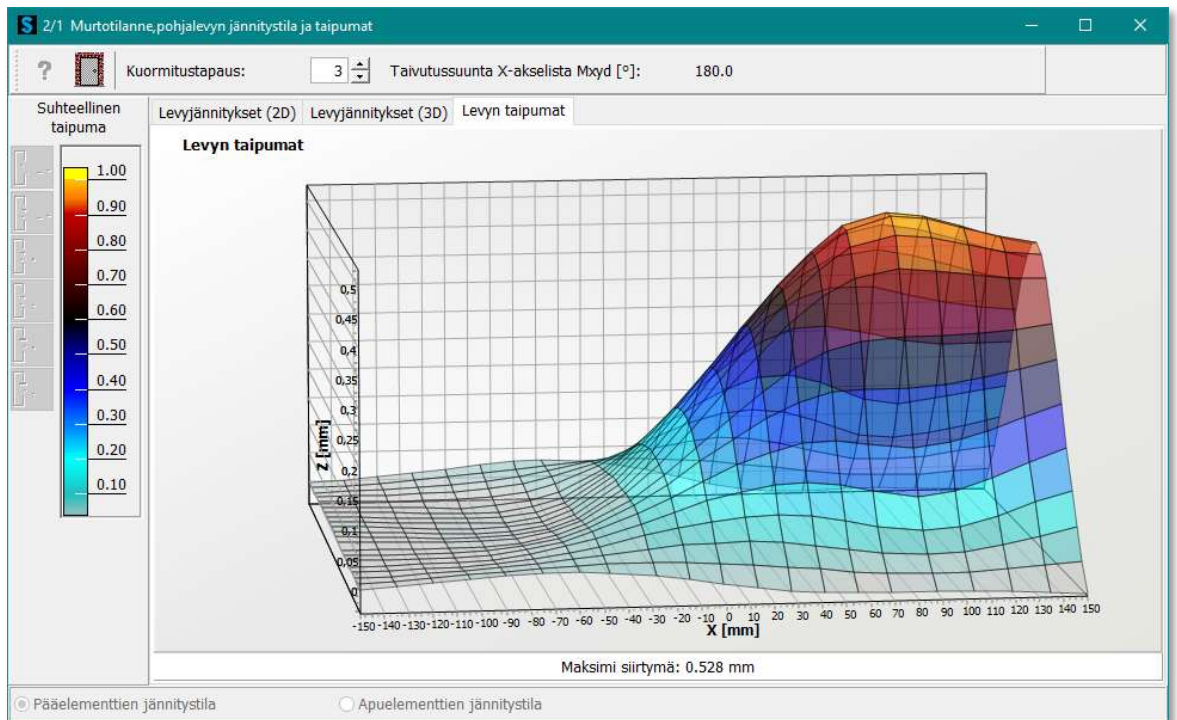 2/1 Murtotilanne,pohjalevyn jännitystila ja taipumat
Kuormitustapaus: 3 Taivutussuunta X-akselista Mxyd [°]: 180.0
Suhteellinen
taipuma
Levyjännitykset (2D) Levyjännitykset (3D) Levyn taipumat
Levyn taipumat
1.00
0.90
0.80
0.70
0.60
0.50
0.40
0.30
0.20
0.10
0,5
0,45
0,4
0,35
0,3
0,25
0,2
0,15
0,1
0,05
0
Z [mm]
-150 -140 -130 -120 -110 -100 -90 -80 -70 -60 -50 -40 -30 -20 -10 0 10 20 30 40 50 60 70 80 90 100 110 120 130 140 150
X [mm]
Maksimi siirtymä: 0.528 mm
Pääelementtien jännitystila Apuelementtien jännitystila